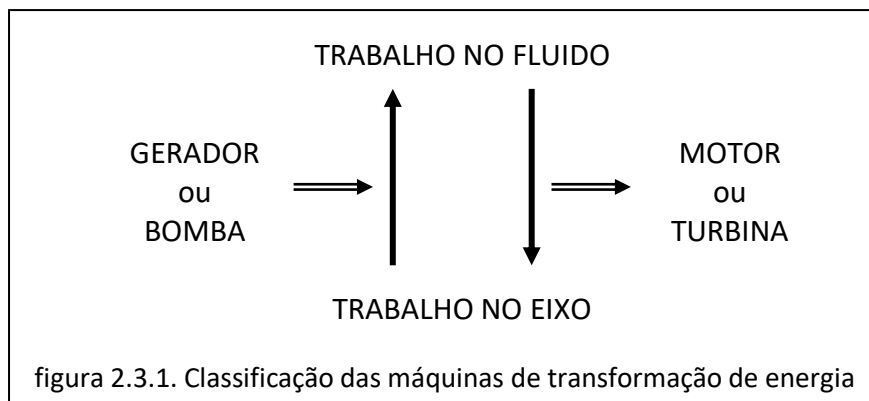 TRABALHO NO FLUIDO
GERADOR
ou
BOMBA
MOTOR
ou
TURBINA
TRABALHO NO EIXO
figura 2.3.1. Classificação das máquinas de transformação de energia